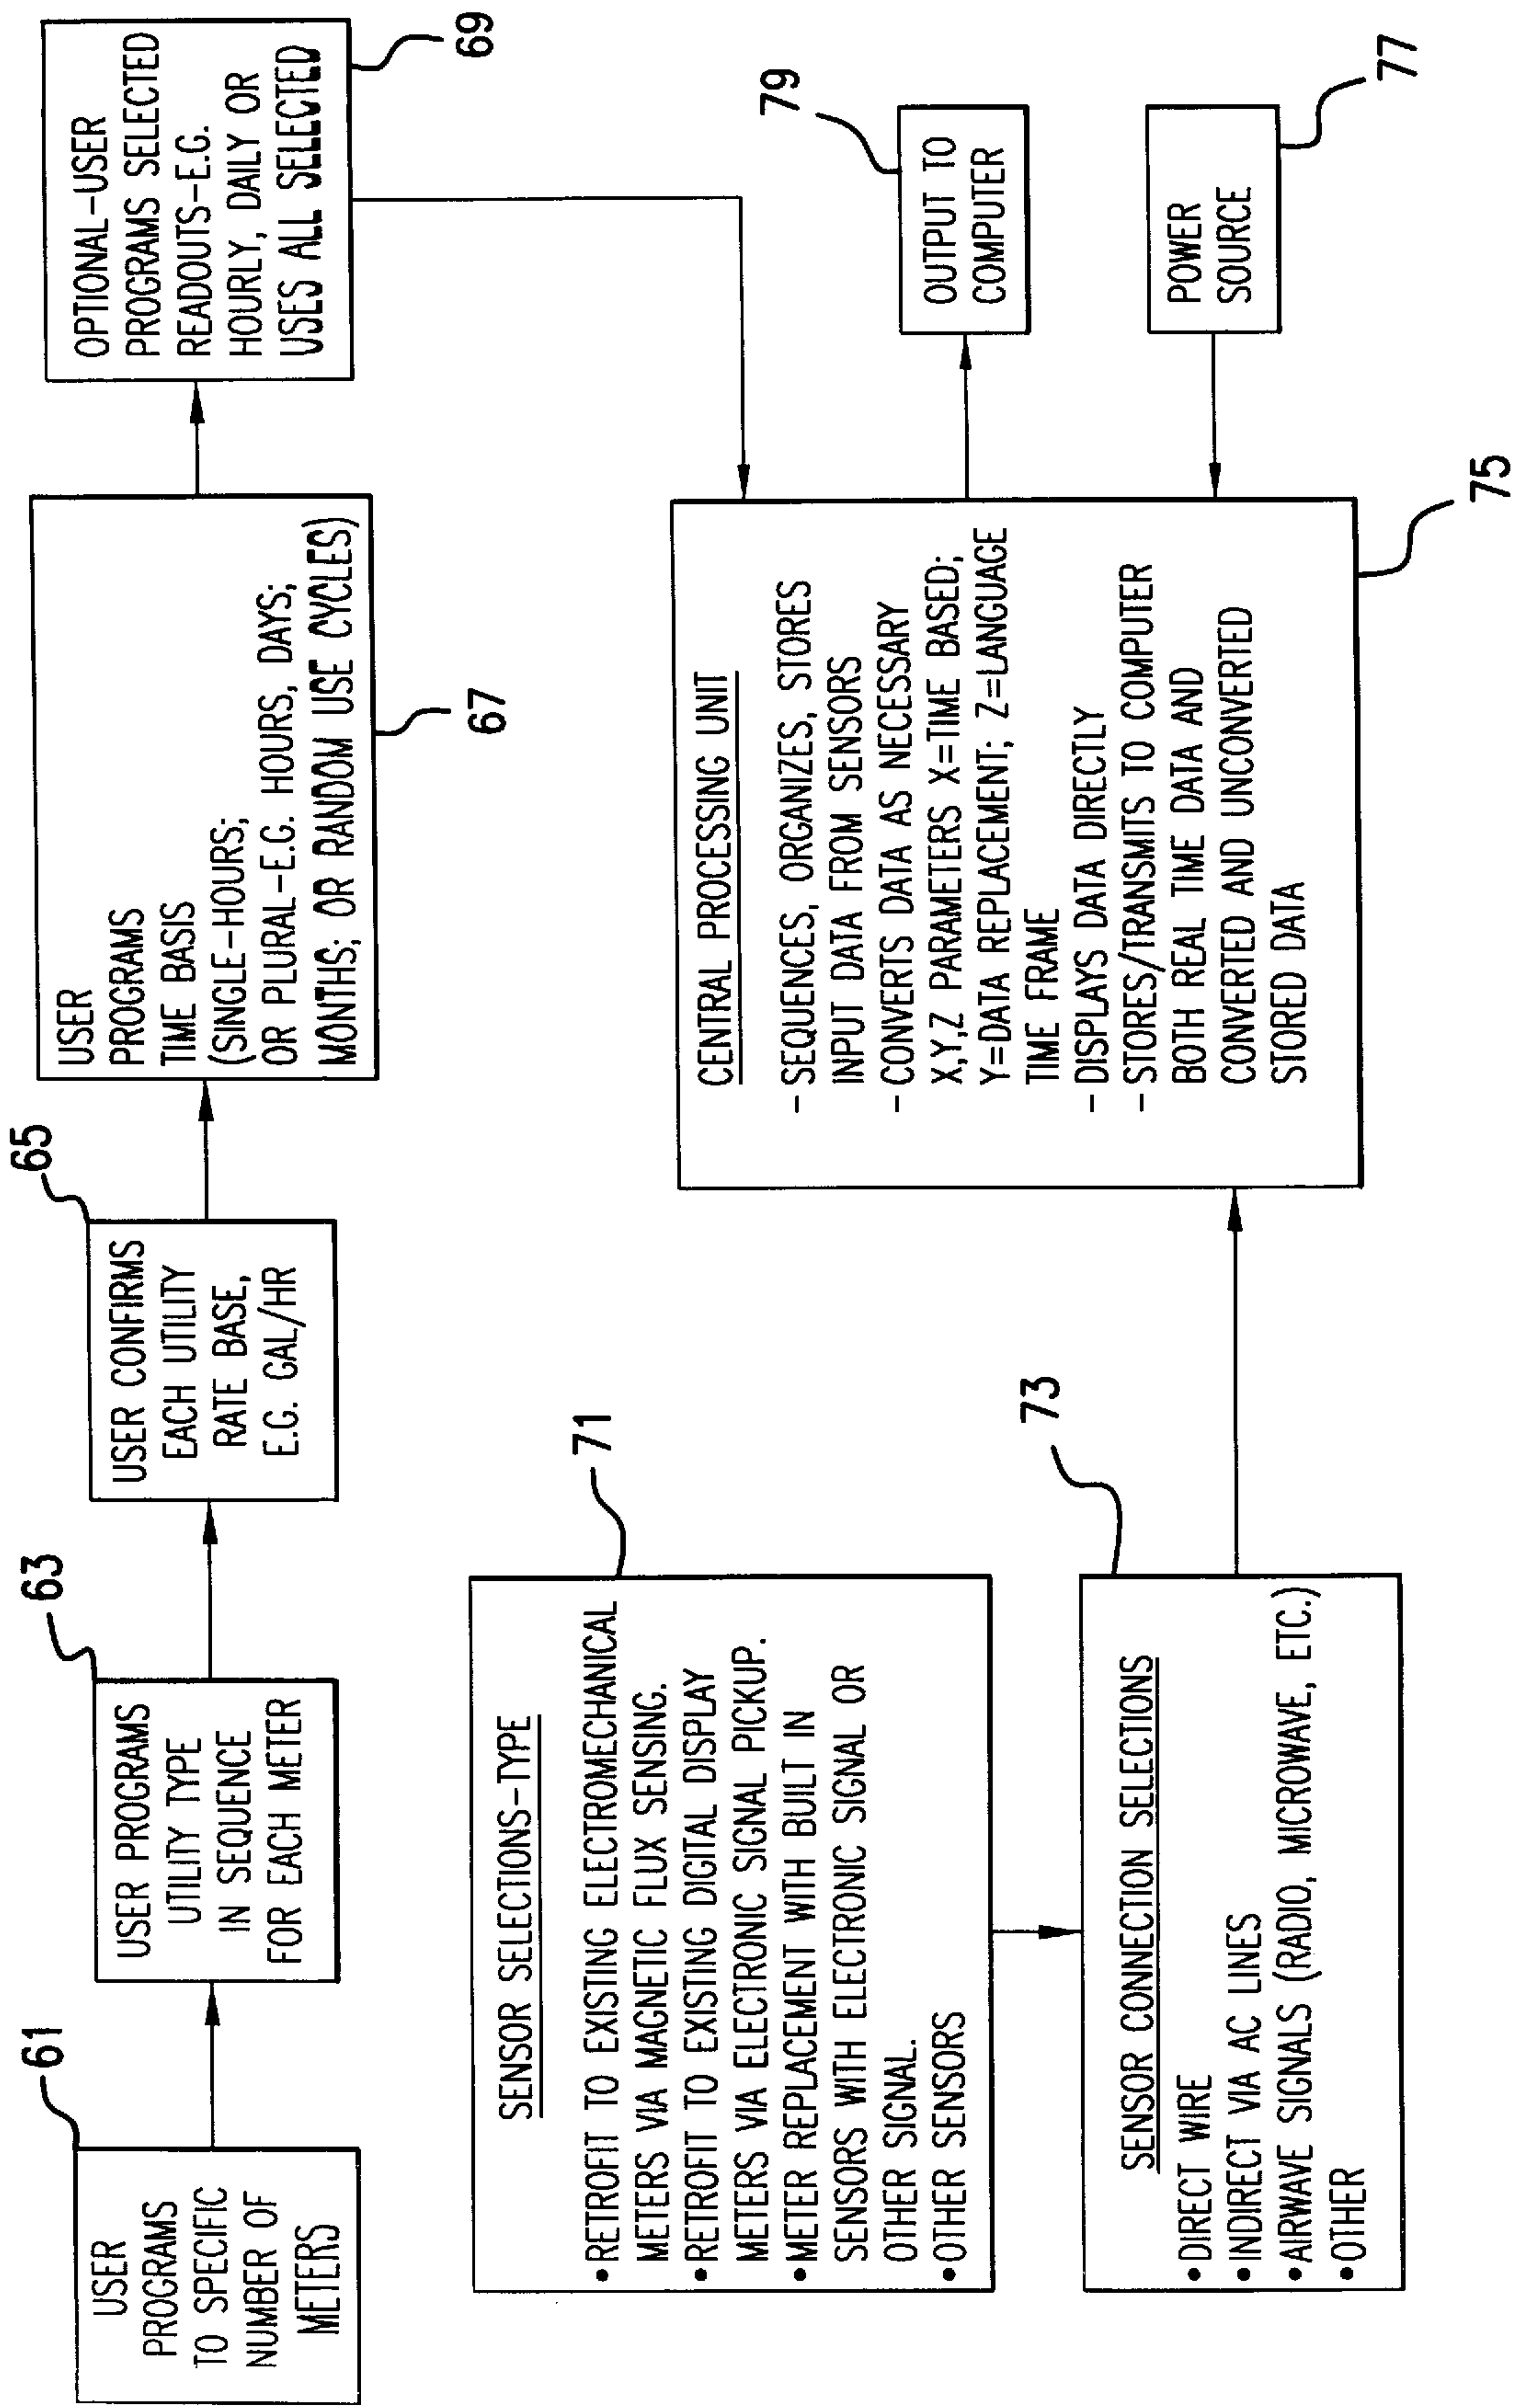 61
USER
PROGRAMS
TO SPECIFIC
NUMBER OF
METERS
63
USER PROGRAMS
UTILITY TYPE
IN SEQUENCE
FOR EACH METER
65
USER CONFIRMS
EACH UTILITY
RATE BASE,
E.G. GAL/HR
USER
PROGRAMS
TIME BASIS
(SINGLE-HOURS;
OR PLURAL-E.G. HOURS, DAYS;
MONTHS; OR RANDOM USE CYCLES)
67
OPTIONAL-USER
PROGRAMS SELECTED
READOUTS-E.G.
HOURLY, DAILY OR
USES ALL SELECTED
69
71
SENSOR SELECTIONS-TYPE
• RETROFIT TO EXISTING ELECTROMECHANICAL
METERS VIA MAGNETIC FLUX SENSING.
• RETROFIT TO EXISTING DIGITAL DISPLAY
METERS VIA ELECTRONIC SIGNAL PICKUP.
• METER REPLACEMENT WITH BUILT IN
SENSORS WITH ELECTRONIC SIGNAL OR
OTHER SIGNAL.
• OTHER SENSORS
73
SENSOR CONNECTION SELECTIONS
• DIRECT WIRE
• INDIRECT VIA AC LINES
• AIRWAVE SIGNALS (RADIO, MICROWAVE, ETC.)
• OTHER
CENTRAL PROCESSING UNIT
- SEQUENCES, ORGANIZES, STORES
INPUT DATA FROM SENSORS
- CONVERTS DATA AS NECESSARY
X,Y,Z PARAMETERS X=TIME BASED;
Y=DATA REPLACEMENT; Z=LANGUAGE
TIME FRAME
- DISPLAYS DATA DIRECTLY
- STORES/TRANSMITS TO COMPUTER
BOTH REAL TIME DATA AND
CONVERTED AND UNCONVERTED
STORED DATA
75
79
OUTPUT TO
COMPUTER
POWER
SOURCE
77